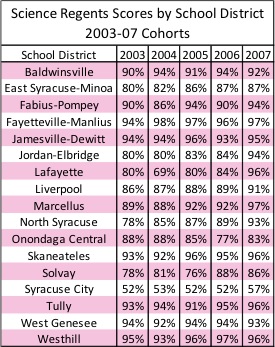 Science Regents Scores by School District
2003-07 Cohorts
School District 2003 2004 2005 2006 2007
Baldwinsville 90% 94% 91% 94% 92%
East Syracuse-Minoa 80% 82% 86% 87% 87%
Fabius-Pompey 90% 86% 94% 90% 94%
Fayetteville-Manlius 94% 98% 97% 96% 97%
Jamesville-Dewitt 94% 94% 96% 93% 95%
Jordan-Elbridge 80% 80% 83% 84% 94%
Lafayette 80% 69% 80% 84% 96%
Liverpool 86% 87% 88% 89% 91%
Marcellus 89% 88% 92% 92% 97%
North Syracuse 78% 85% 87% 89% 93%
Onondaga Central 88% 88% 85% 77% 83%
Skaneateles 93% 92% 96% 95% 96%
Solvay 78% 81% 76% 88% 86%
Syracuse City 52% 53% 52% 52% 57%
Tully 93% 94% 91% 95% 96%
West Genesee 94% 92% 94% 94% 93%
Westhill 95% 93% 96% 97% 96%